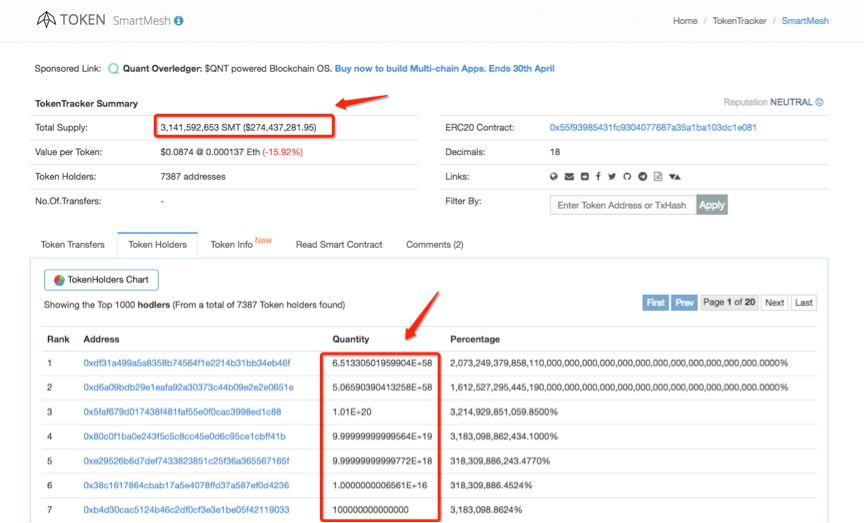 TOKEN SmartMesh
Home / TokenTracker / SmartMesh
Sponsored Link: Quant Overledger: $QNT powered Blockchain OS. Buy now to build Multi-chain Apps. Ends 30th April
TokenTracker Summary
Reputation NEUTRAL
Total Supply: 3,141,592,653 SMT ($274,437,281.95)
ERC20 Contract: 0x55f93985431fc9304077687a35a1ba103dc1e081
Value per Token: $0.0874 @ 0.000137 Eth (-15.92%)
Decimals: 18
Token Holders: 7387 addresses
Links:
No.Of.Transfers: -
Filter By: Enter Token Address or TxHash Apply
Token Transfers Token Holders Token Info New Read Smart Contract Comments (2)
TokenHolders Chart
Showing the Top 1000 hodlers (From a total of 7387 Token holders found)
First Prev Page 1 of 20 Next Last
Rank Address Quantity Percentage
1 0xdf31a499a5a8358b74564f1e2214b31bb34eb46f 6.51330501959904E+58 2,073,249,379,858,110,000,000,000,000,000,000,000,000,000,000,000.0000%
2 0xd6a09bdb29e1eafa92a30373c44b09e2e2e0651e 5.06590390413258E+58 1,612,527,295,445,190,000,000,000,000,000,000,000,000,000,000,000.0000%
3 0x5faf679d017438f481faf55e0f0cac3998ed1c88 1.01E+20 3,214,929,851,059.8500%
4 0x80c0f1ba0e243f5c5c8cc45e0d6c95ce1cbff41b 9.99999999999564E+19 3,183,098,862,434.1000%
5 0xe29526b6d7def7433823851c25f36a365567165f 9.99999999999772E+18 318,309,886,243.4770%
6 0x38c1617864cbab17a5e4078ffd37a587ef0d4236 1.0000000006561E+16 318,309,886.4524%
7 0xb4d30cac5124b46c2df0cf3e3e1be05f42119033 100000000000000 3,183,098.8624%